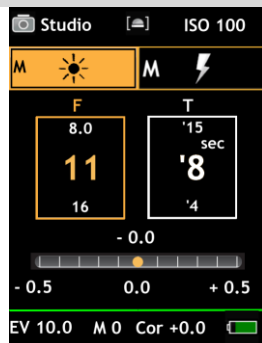 Studio ISO 100
M M
F T
8.0 '15
sec
11 '8
16 '4
- 0.0
- 0.5 0.0 + 0.5
EV 10.0 M 0 Cor +0.0